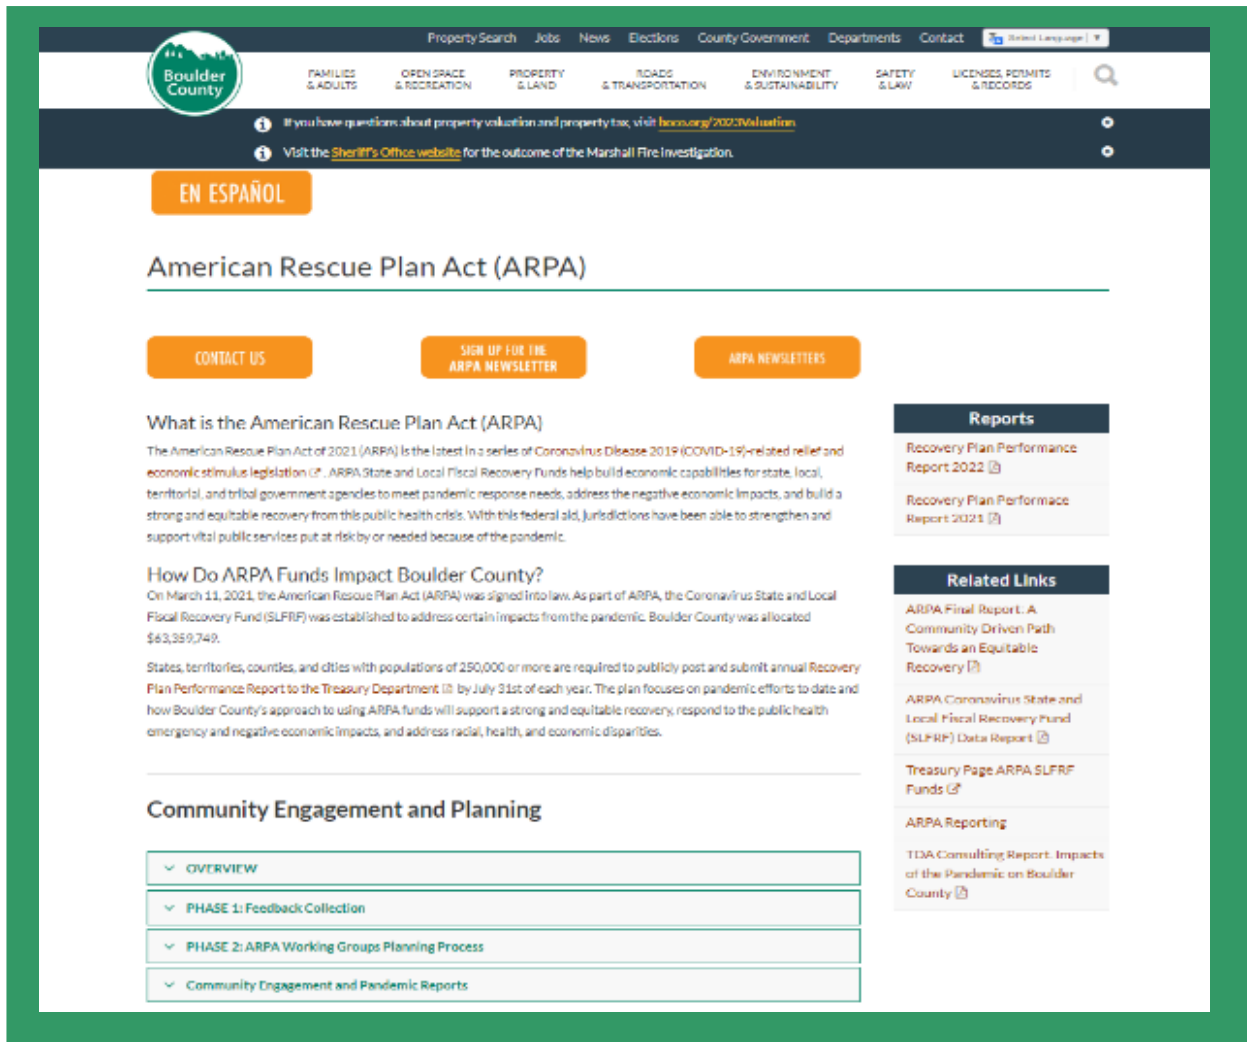 Property Search Jobs News Elections County Government Departments Contact Select Language ▼
Boulder
County
FAMILIES
& ADULTS
OPEN SPACE
& RECREATION
PROPERTY
& LAND
ROADS
& TRANSPORTATION
ENVIRONMENT
& SUSTAINABILITY
SAFETY
& LAW
LICENSES, PERMITS
& RECORDS
If you have questions about property valuation and property tax, visit boco.org/2023Valuation
Visit the Sheriff's Office website for the outcome of the Marshall Fire investigation.
EN ESPAÑOL
American Rescue Plan Act (ARPA)
CONTACT US
SIGN UP FOR THE
ARPA NEWSLETTER
ARPA NEWSLETTERS
What is the American Rescue Plan Act (ARPA)
The American Rescue Plan Act of 2021 (ARPA) is the latest in a series of Coronavirus Disease 2019 (COVID-19)-related relief and
economic stimulus legislation. ARPA State and Local Fiscal Recovery Funds help build economic capabilities for state, local,
territorial, and tribal government agencies to meet pandemic response needs, address the negative economic impacts, and build a
strong and equitable recovery from this public health crisis. With this federal aid, jurisdictions have been able to strengthen and
support vital public services put at risk by or needed because of the pandemic.
How Do ARPA Funds Impact Boulder County?
On March 11, 2021, the American Rescue Plan Act (ARPA) was signed into law. As part of ARPA, the Coronavirus State and Local
Fiscal Recovery Fund (SLFRF) was established to address certain impacts from the pandemic. Boulder County was allocated
$63,359,749.
States, territories, counties, and cities with populations of 250,000 or more are required to publicly post and submit annual Recovery
Plan Performance Report to the Treasury Department by July 31st of each year. The plan focuses on pandemic efforts to date and
how Boulder County's approach to using ARPA funds will support a strong and equitable recovery, respond to the public health
emergency and negative economic impacts, and address racial, health, and economic disparities.
Community Engagement and Planning
OVERVIEW
PHASE 1: Feedback Collection
PHASE 2: ARPA Working Groups Planning Process
Community Engagement and Pandemic Reports
Reports
Recovery Plan Performance
Report 2022
Recovery Plan Performace
Report 2021
Related Links
ARPA Final Report: A
Community Driven Path
Towards an Equitable
Recovery
ARPA Coronavirus State and
Local Fiscal Recovery Fund
(SLFRF) Data Report
Treasury Page ARPA SLFRF
Funds
ARPA Reporting
TDA Consulting Report: Impacts
of the Pandemic on Boulder
County